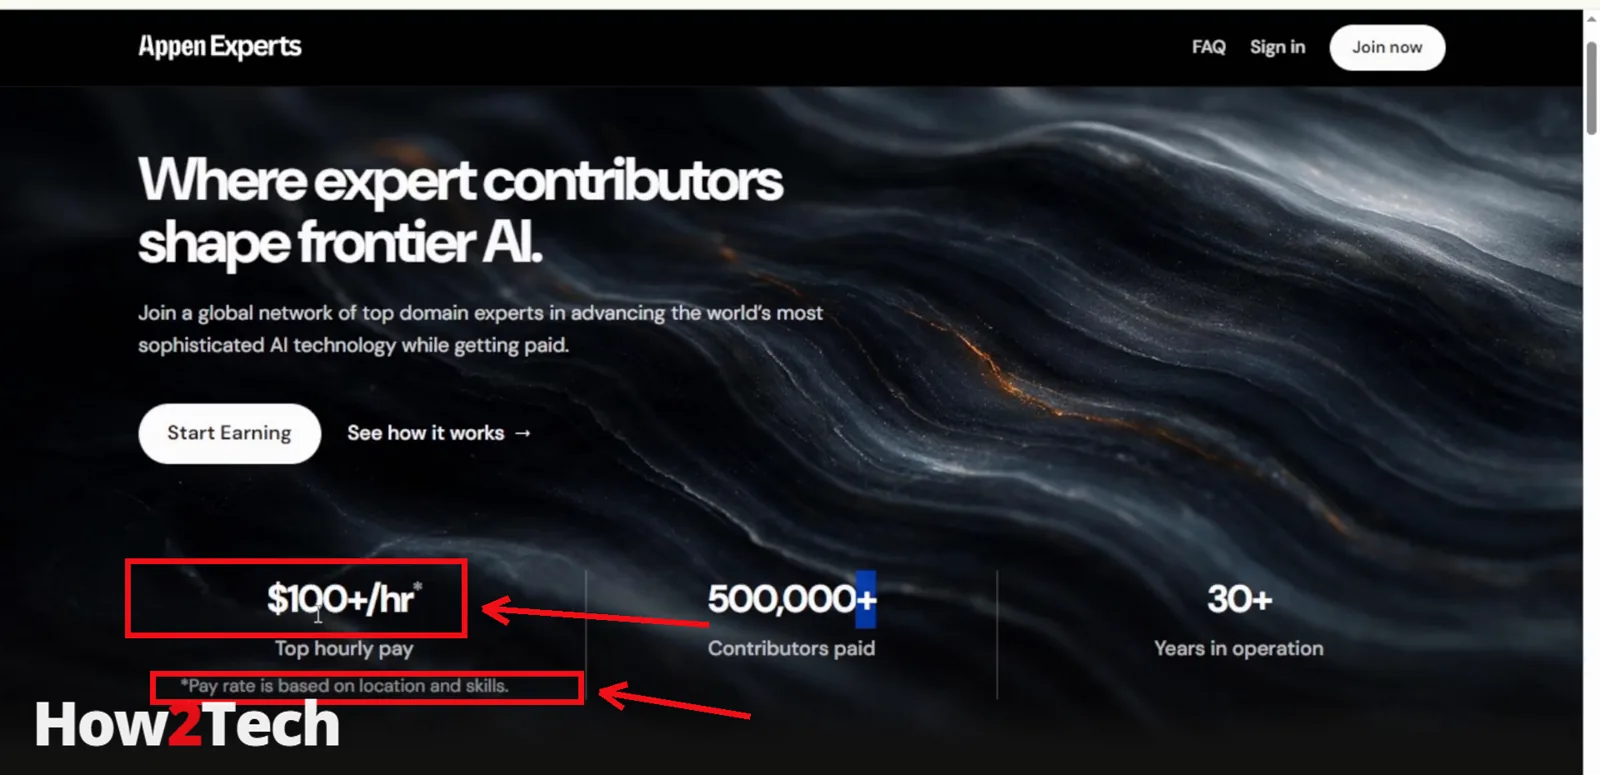 Appen Experts
FAQ Sign in Join now
Where expert contributors
shape frontier AI.
Join a global network of top domain experts in advancing the world's most
sophisticated AI technology while getting paid.
Start Earning See how it works →
$100+/hr*
Top hourly pay
*Pay rate is based on location and skills.
500,000+
Contributors paid
30+
Years in operation
How2Tech